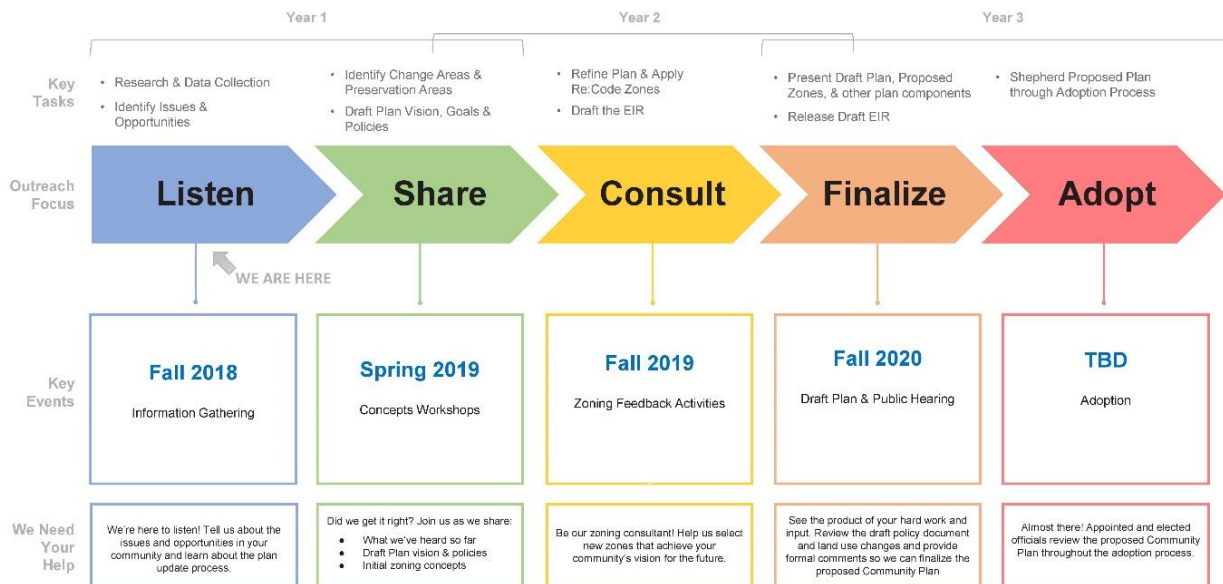 Year 1
Year 2
Year 3
Key
Tasks
• Research & Data Collection
• Identify Issues &
Opportunities
• Identify Change Areas &
Preservation Areas
• Draft Plan Vision, Goals &
Policies
• Refine Plan & Apply
Re:Code Zones
• Draft the EIR
• Present Draft Plan, Proposed
Zones, & other plan components
• Release Draft EIR
• Shepherd Proposed Plan
through Adoption Process
Outreach
Focus
Listen
Share
Consult
Finalize
Adopt
WE ARE HERE
Key
Events
Fall 2018
Information Gathering
Spring 2019
Concepts Workshops
Fall 2019
Zoning Feedback Activities
Fall 2020
Draft Plan & Public Hearing
TBD
Adoption
We Need
Your
Help
We're here to listen! Tell us about the
issues and opportunities in your
community and learn about the plan
update process.
Did we get it right? Join us as we share:
• What we've heard so far
• Draft Plan vision & policies
• Initial zoning concepts
Be our zoning consultant! Help us select
new zones that achieve your
community's vision for the future.
See the product of your hard work and
input. Review the draft policy document
and land use changes and provide
formal comments so we can finalize the
proposed Community Plan
Almost there! Appointed and elected
officials review the proposed Community
Plan throughout the adoption process.